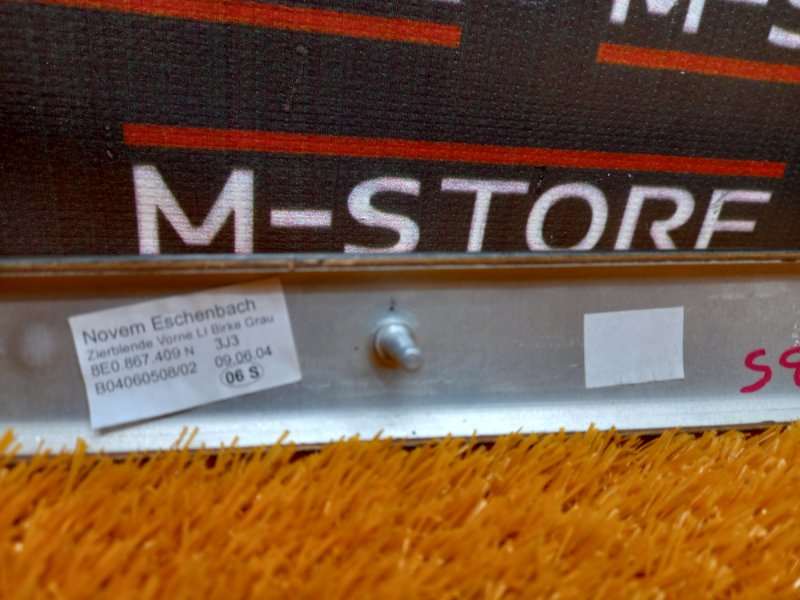 M-S
M-STORE
Novem Eschenbach
Zierblende Vorne LI Birke Grau
8E0.867.409 N 3J3
B04060508/02 09.06.04
06 S